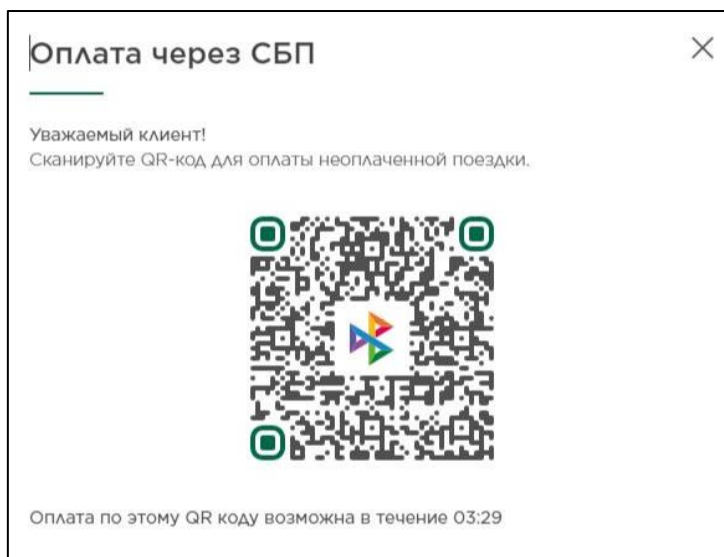 Оплата через СБП
Уважаемый клиент!
Сканируйте QR-код для оплаты неоплаченной поездки.
Оплата по этому QR коду возможна в течение 03:29